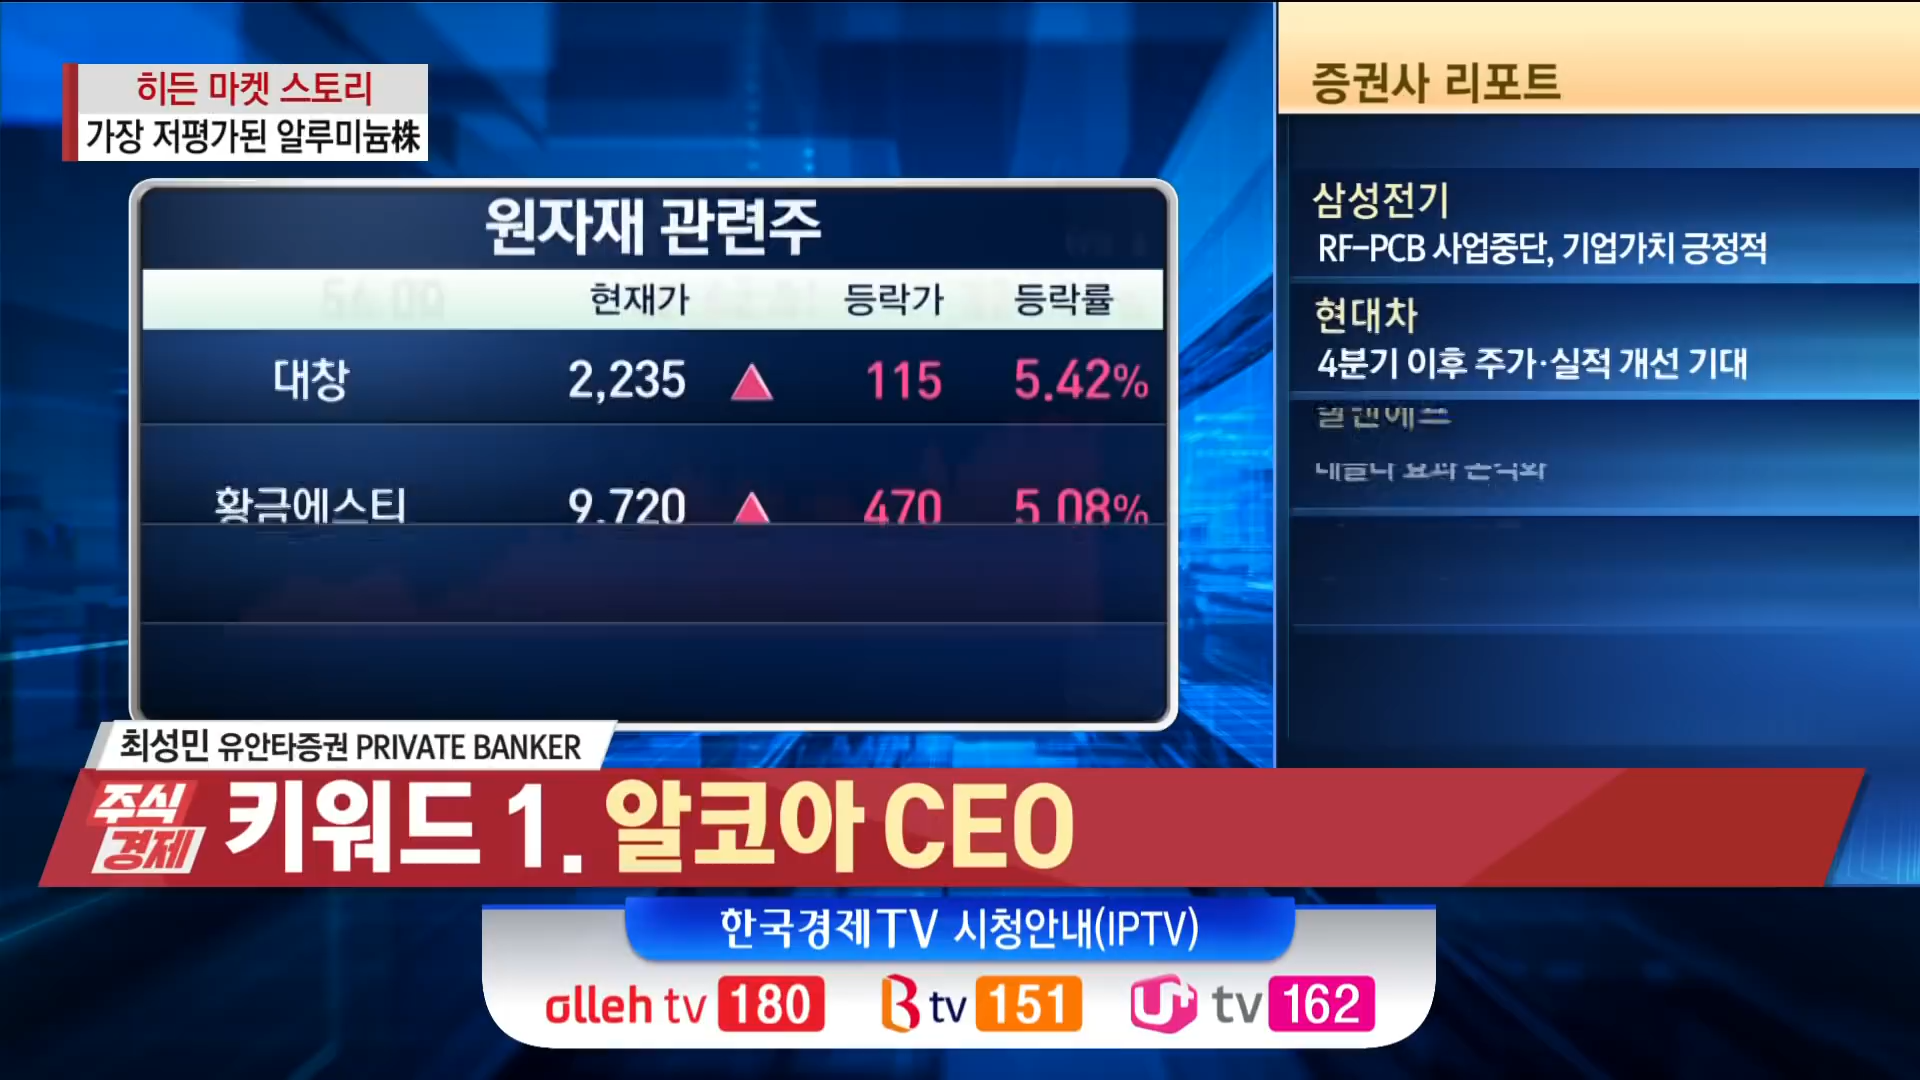 히든 마켓 스토리
가장 저평가된 알루미늄株
원자재 관련주
현재가 등락가 등락률
대창 2,235 ▲ 115 5.42%
황금에스티 9,720 ▲ 470 5.08%
증권사 리포트
삼성전기
RF-PCB 사업중단, 기업가치 긍정적
현대차
4분기 이후 주가·실적 개선 기대
최성민 유안타증권 PRIVATE BANKER
주식
경제
키워드 1. 알코아 CEO
한국경제TV 시청안내(IPTV)
olleh tv 180 B tv 151 U+ tv 162